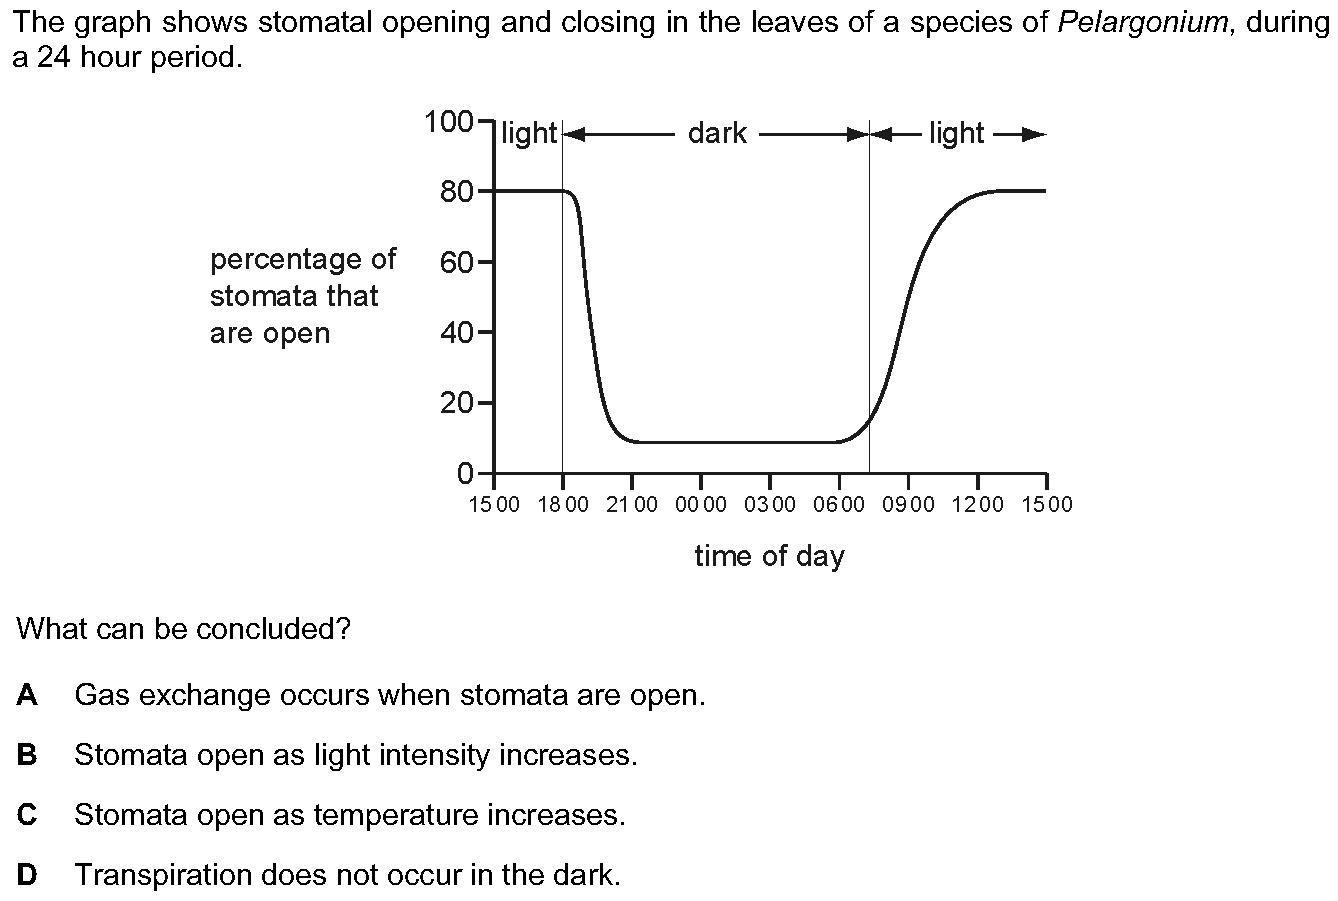 The graph shows stomatal opening and closing in the leaves of a species of Pelargonium, during
a 24 hour period.
100
light
dark
light
80
percentage of
stomata that
are open
60
40
20
0
1500 1800 2100 0000 0300 0600 0900 1200 1500
time of day
What can be concluded?
A Gas exchange occurs when stomata are open.
B Stomata open as light intensity increases.
C Stomata open as temperature increases.
D Transpiration does not occur in the dark.